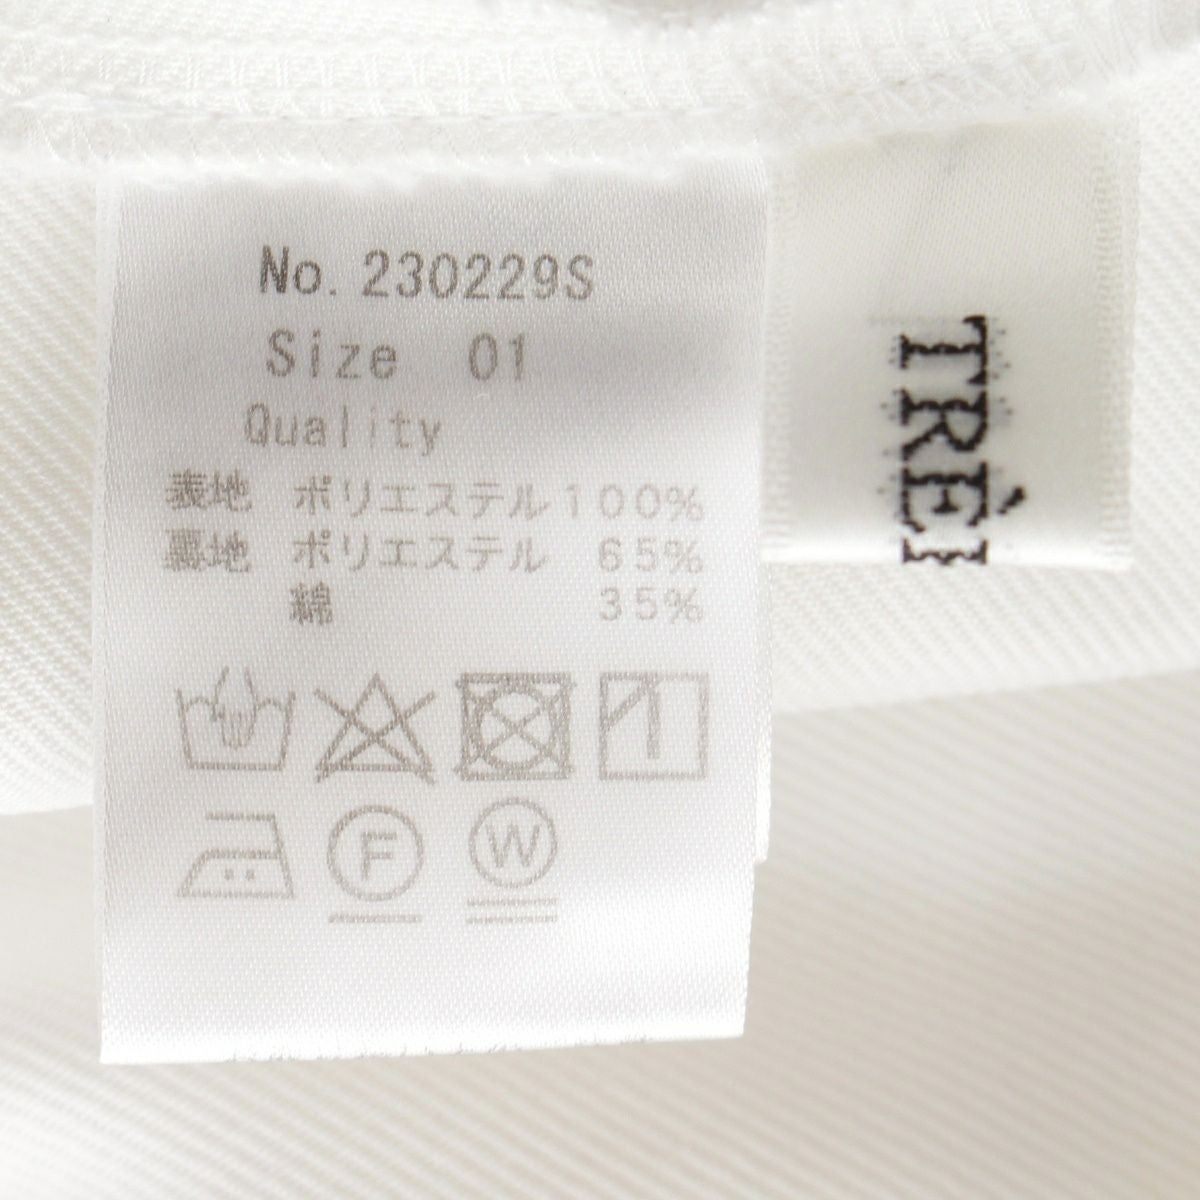 No. 230229S
Size 01
Quality
表地 ポリエステル100%
裏地 ポリエステル 65%
綿 35%
F
W
TRÈ